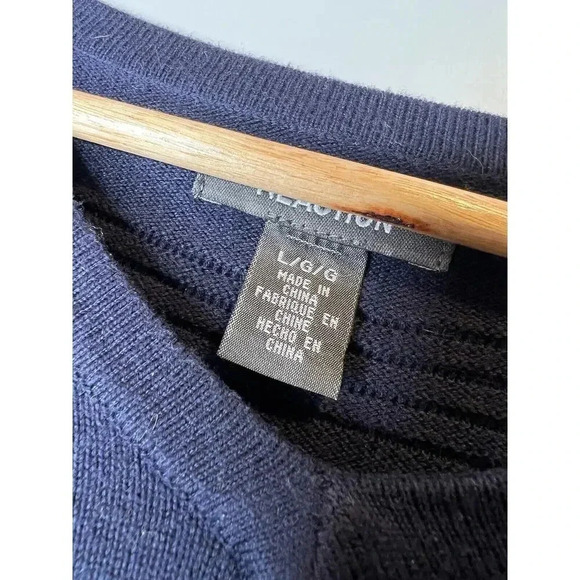 REACTION
L/G/G
MADE IN
CHINA
FABRIQUE EN
CHINE
HECHO EN
CHINA